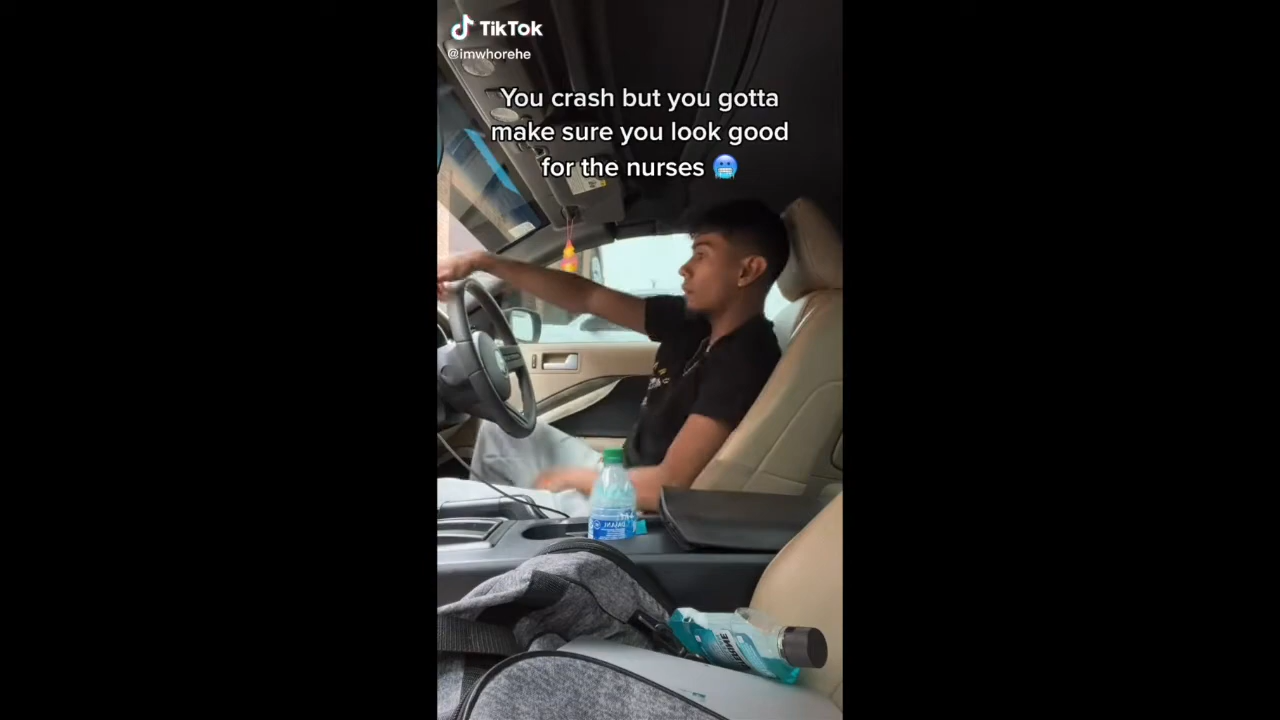 TikTok
@imwhorehe
You crash but you gotta
make sure you look good
for the nurses 🥶